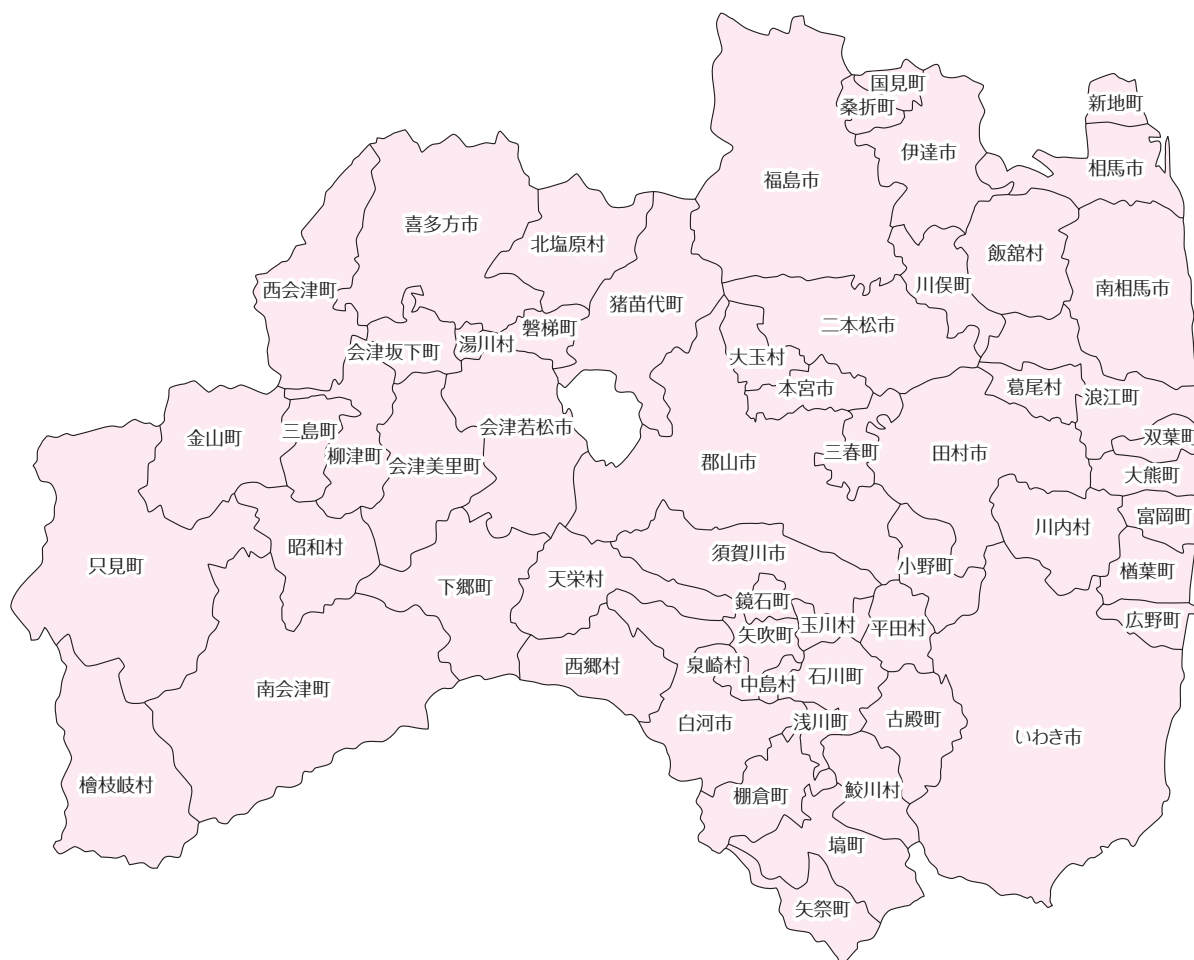 国見町
桑折町
新地町
伊達市
相馬市
福島市
喜多方市
北塩原村
飯舘村
川俣町
南相馬市
西会津町
猪苗代町
二本松市
磐梯町
湯川村
会津坂下町
大玉村
本宮市
葛尾村
浪江町
金山町
三島町
会津若松市
双葉町
柳津町
会津美里町
郡山市
三春町
田村市
大熊町
富岡町
川内村
昭和村
須賀川市
只見町
下郷町
天栄村
小野町
楢葉町
鏡石町
広野町
矢吹町
玉川村
平田村
西郷村
泉崎村
中島村
石川町
南会津町
白河市
浅川町
古殿町
いわき市
檜枝岐村
棚倉町
鮫川村
塙町
矢祭町